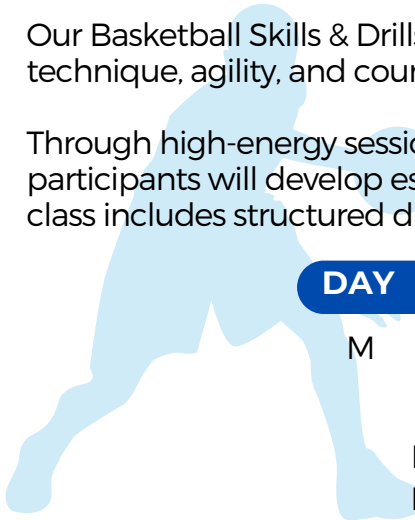 Our Basketball Skills & Drills
technique, agility, and cour
Through high-energy sessio
participants will develop es
class includes structured d
DAY
M